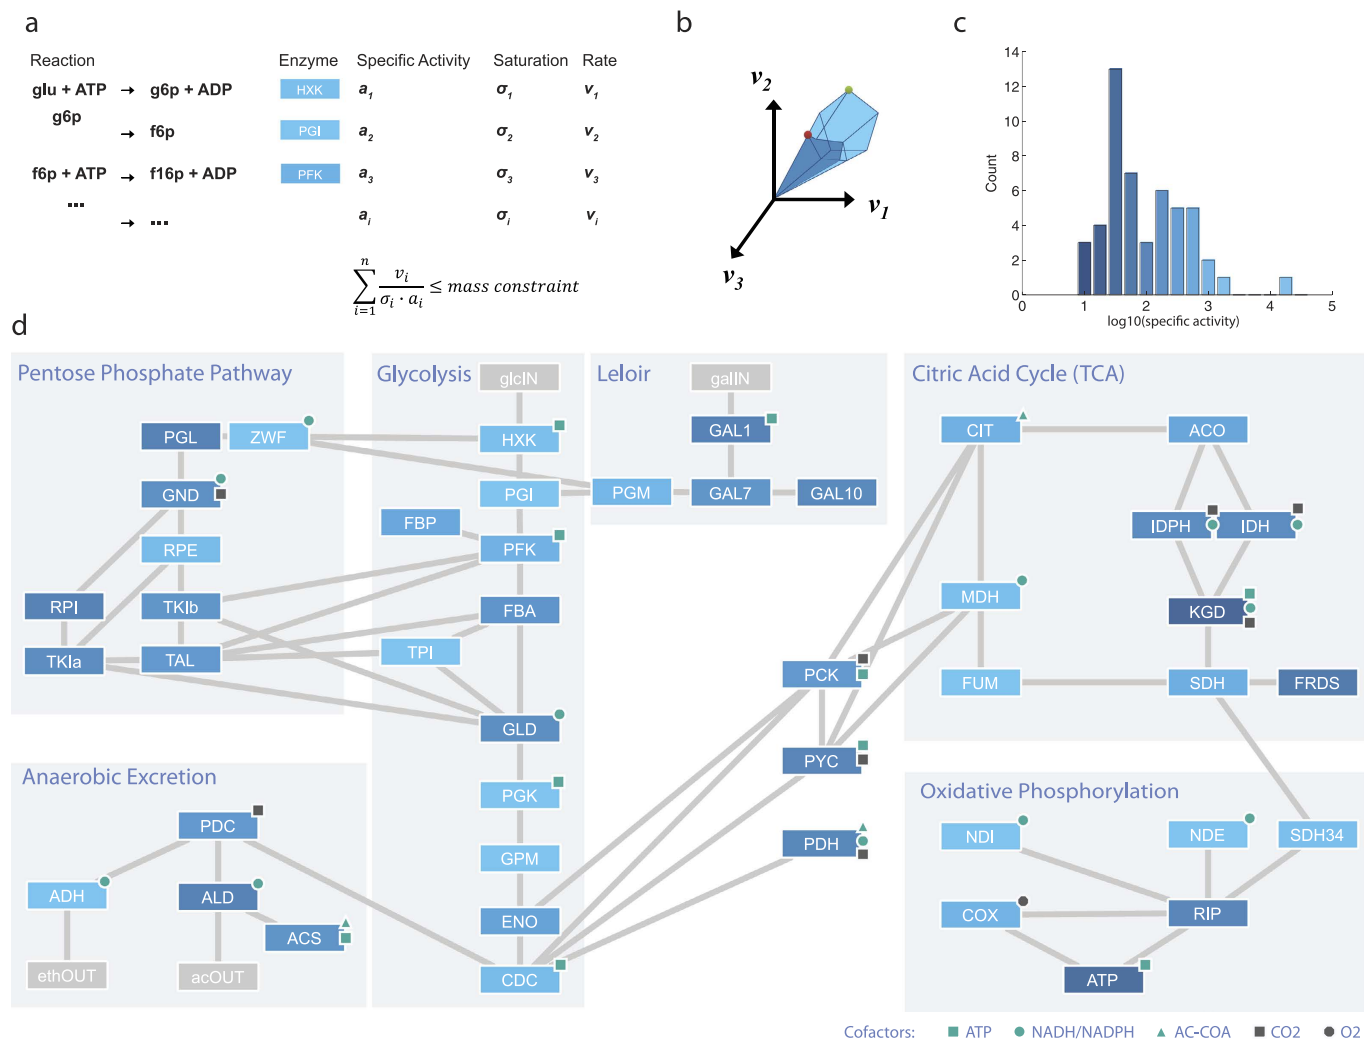 a
Reaction Enzyme Specific Activity Saturation Rate
glu + ATP → g6p + ADP HXK a1 σ1 v1
g6p
→ f6p PGI a2 σ2 v2
f6p + ATP → f16p + ADP PFK a3 σ3 v3
... → ... ai σi vi
n
∑ vi / σi · ai ≤ mass constraint
i=1
b
v2
v1
v3
c
14
12
10
8
6
4
2
0
Count
0 1 2 3 4 5
log10(specific activity)
d
Pentose Phosphate Pathway
PGL ZWF
GND
RPE
RPI TKIb
TKIa TAL
Glycolysis
glcIN
HXK
PGI
FBP PFK
FBA
TPI
GLD
PGK
GPM
ENO
CDC
Leloir
galIN
GAL1
PGM GAL7 GAL10
PCK
PYC
PDH
Citric Acid Cycle (TCA)
CIT ACO
IDPH IDH
MDH KGD
FUM SDH FRDS
Anaerobic Excretion
PDC
ADH ALD
ACS
ethOUT acOUT
Oxidative Phosphorylation
NDI NDE SDH34
COX RIP
ATP
Cofactors: ATP NADH/NADPH AC-COA CO2 O2